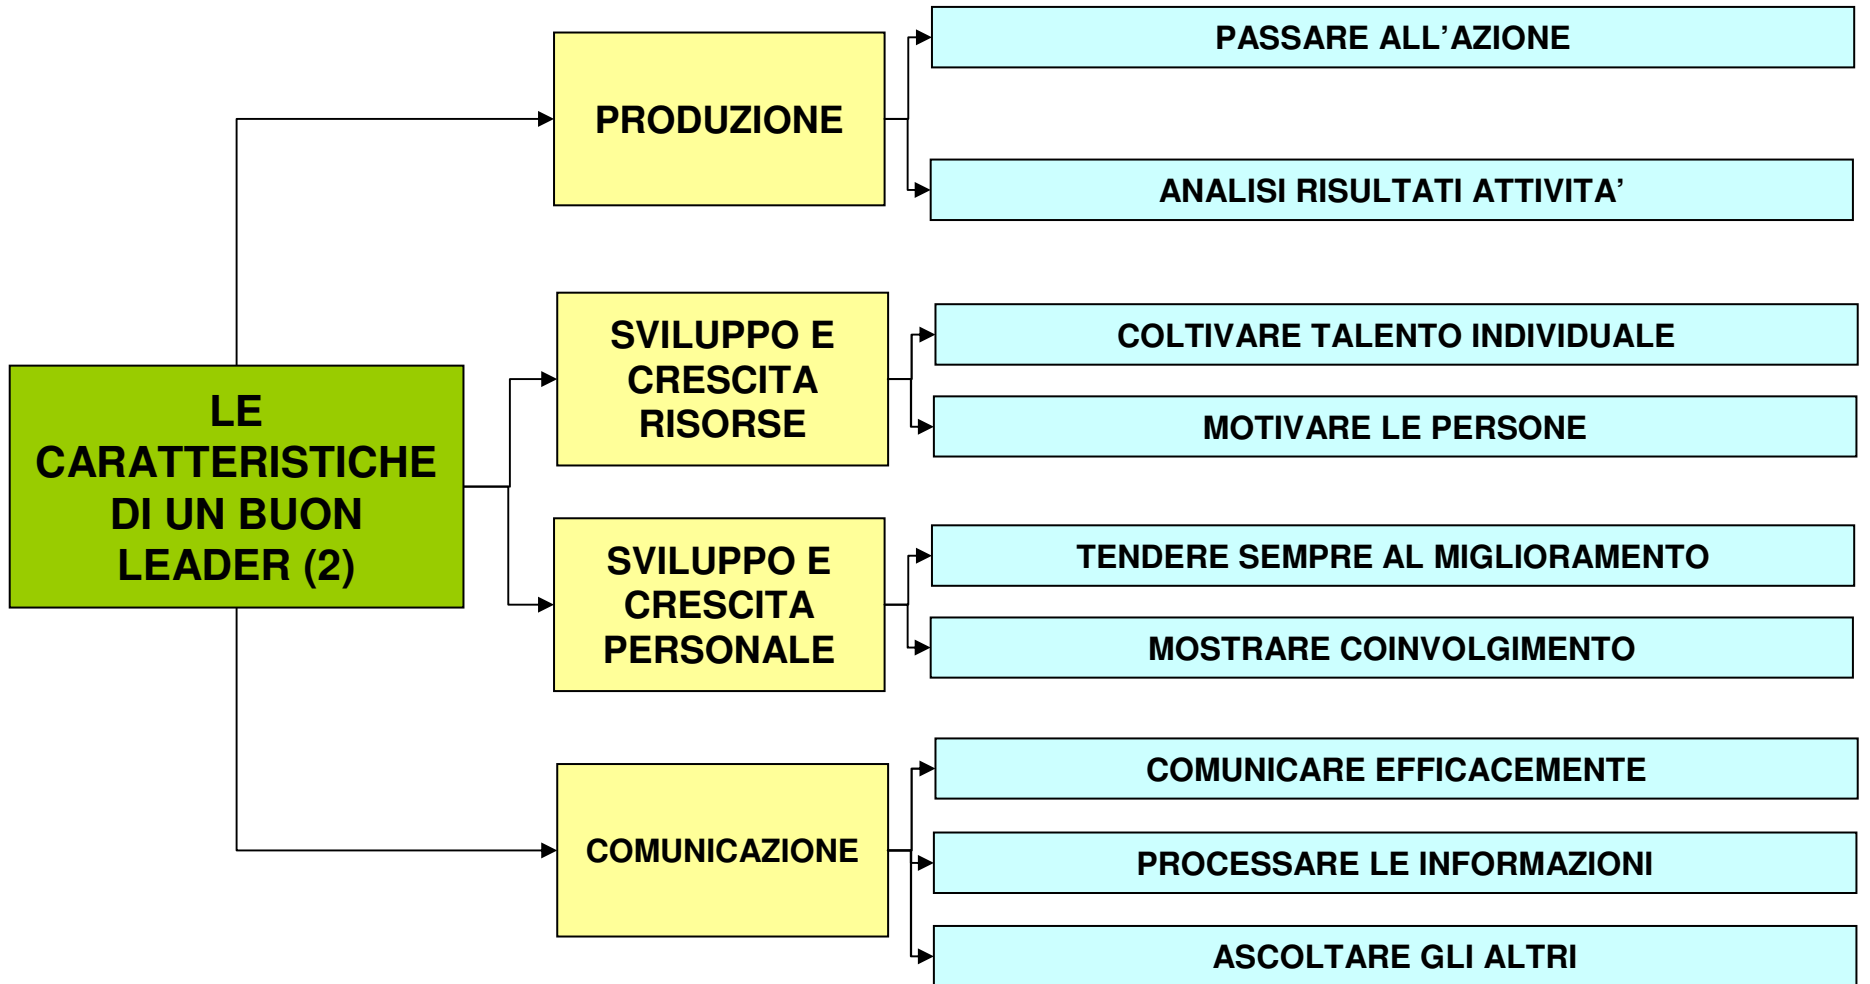 LE
CARATTERISTICHE
DI UN BUON
LEADER (2)
PRODUZIONE
PASSARE ALL’AZIONE
ANALISI RISULTATI ATTIVITA’
SVILUPPO E
CRESCITA
RISORSE
COLTIVARE TALENTO INDIVIDUALE
MOTIVARE LE PERSONE
SVILUPPO E
CRESCITA
PERSONALE
TENDERE SEMPRE AL MIGLIORAMENTO
MOSTRARE COINVOLGIMENTO
COMUNICAZIONE
COMUNICARE EFFICACEMENTE
PROCESSARE LE INFORMAZIONI
ASCOLTARE GLI ALTRI